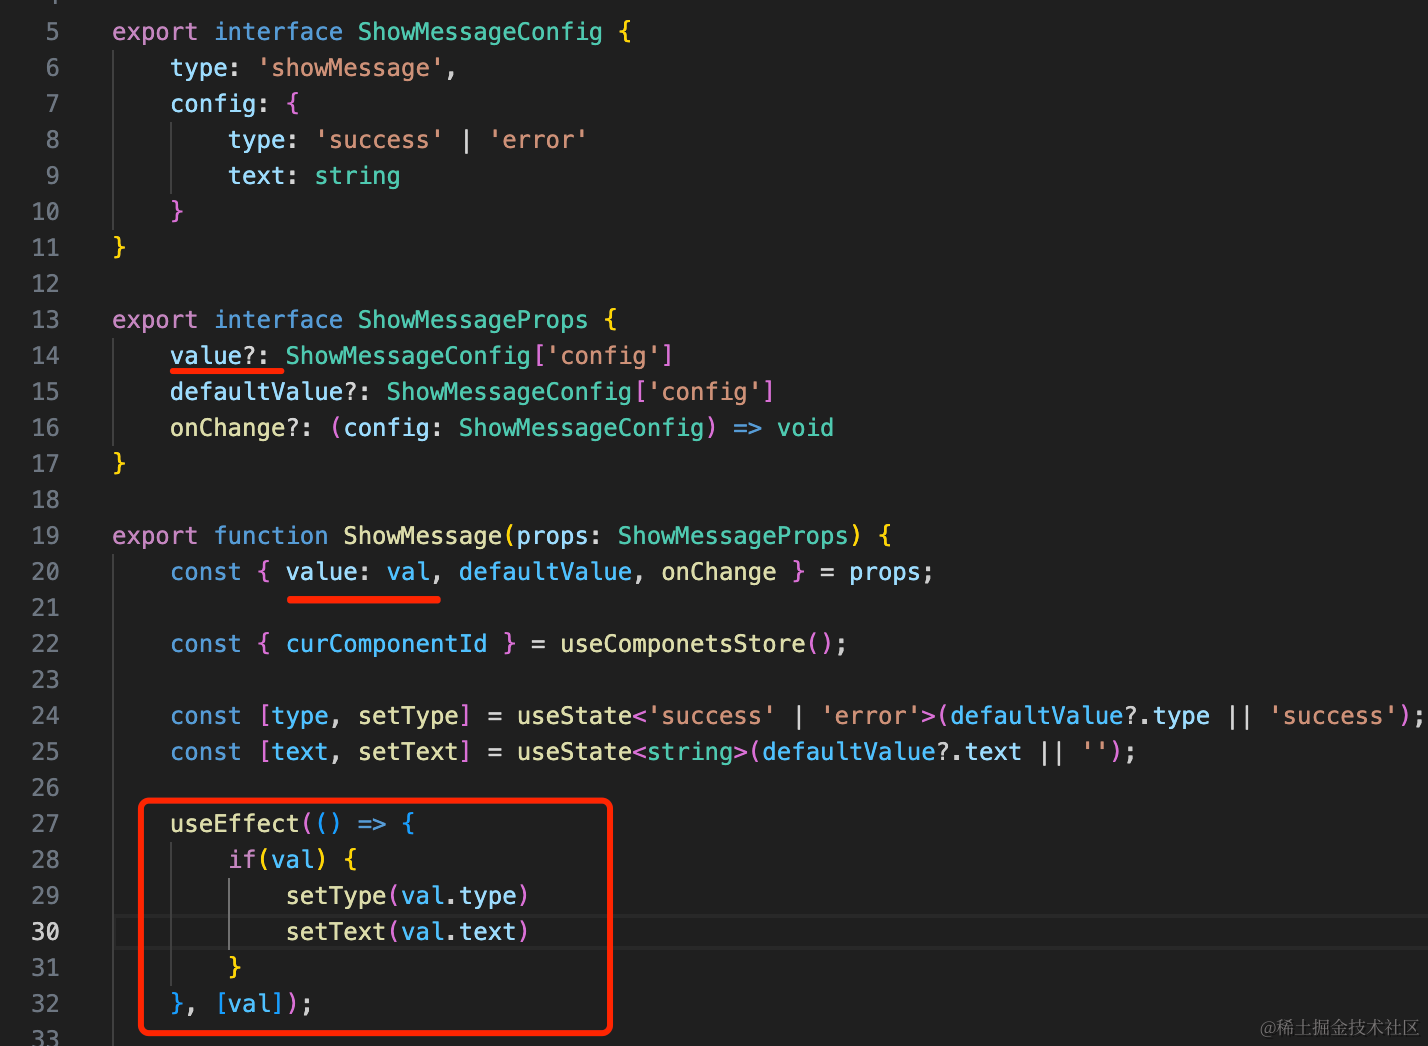 5 export interface ShowMessageConfig {
6 type: 'showMessage',
7 config: {
8 type: 'success' | 'error'
9 text: string
10 }
11 }
12
13 export interface ShowMessageProps {
14 value?: ShowMessageConfig['config']
15 defaultValue?: ShowMessageConfig['config']
16 onChange?: (config: ShowMessageConfig) => void
17 }
18
19 export function ShowMessage(props: ShowMessageProps) {
20 const { value: val, defaultValue, onChange } = props;
21
22 const { curComponentId } = useComponetsStore();
23
24 const [type, setType] = useState<'success' | 'error'>(defaultValue?.type || 'success');
25 const [text, setText] = useState<string>(defaultValue?.text || '');
26
27 useEffect(() => {
28 if(val) {
29 setType(val.type)
30 setText(val.text)
31 }
32 }, [val]);
33
@稀土掘金技术社区